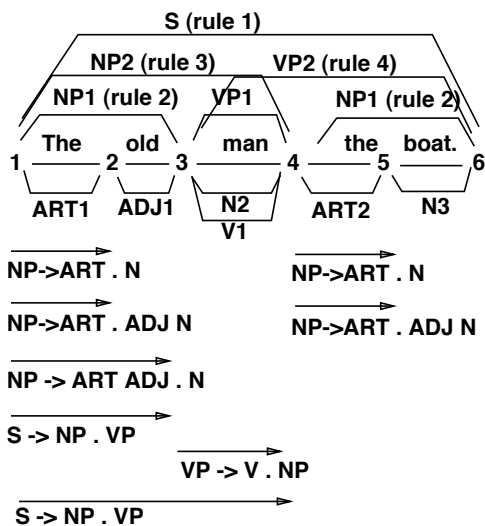 S (rule 1)
NP2 (rule 3) VP2 (rule 4)
NP1 (rule 2) VP1 NP1 (rule 2)
The old man the boat.
1 2 3 4 5 6
ART1 ADJ1 N2 ART2 N3
V1
NP->ART . N NP->ART . N
NP->ART . ADJ N NP->ART . ADJ N
NP -> ART ADJ . N
S -> NP . VP
VP -> V . NP
S -> NP . VP